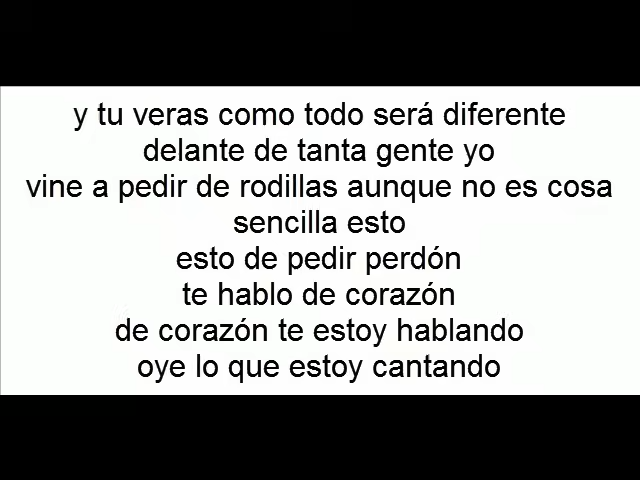 y tu veras como todo será diferente
delante de tanta gente yo
vine a pedir de rodillas aunque no es cosa
sencilla esto
esto de pedir perdón
te hablo de corazón
de corazón te estoy hablando
oye lo que estoy cantando